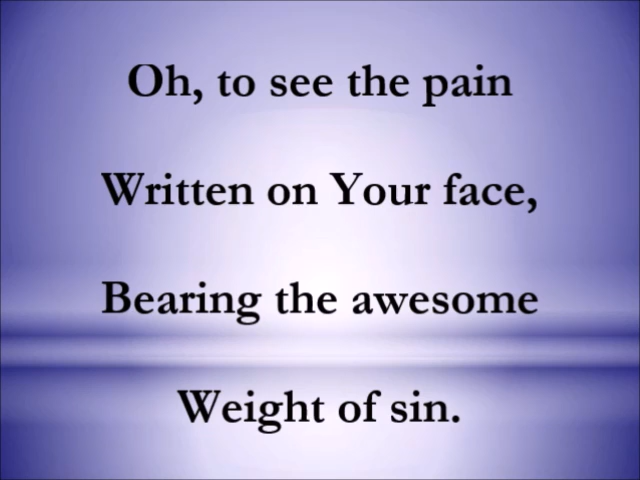 Oh, to see the pain
Written on Your face,
Bearing the awesome
Weight of sin.